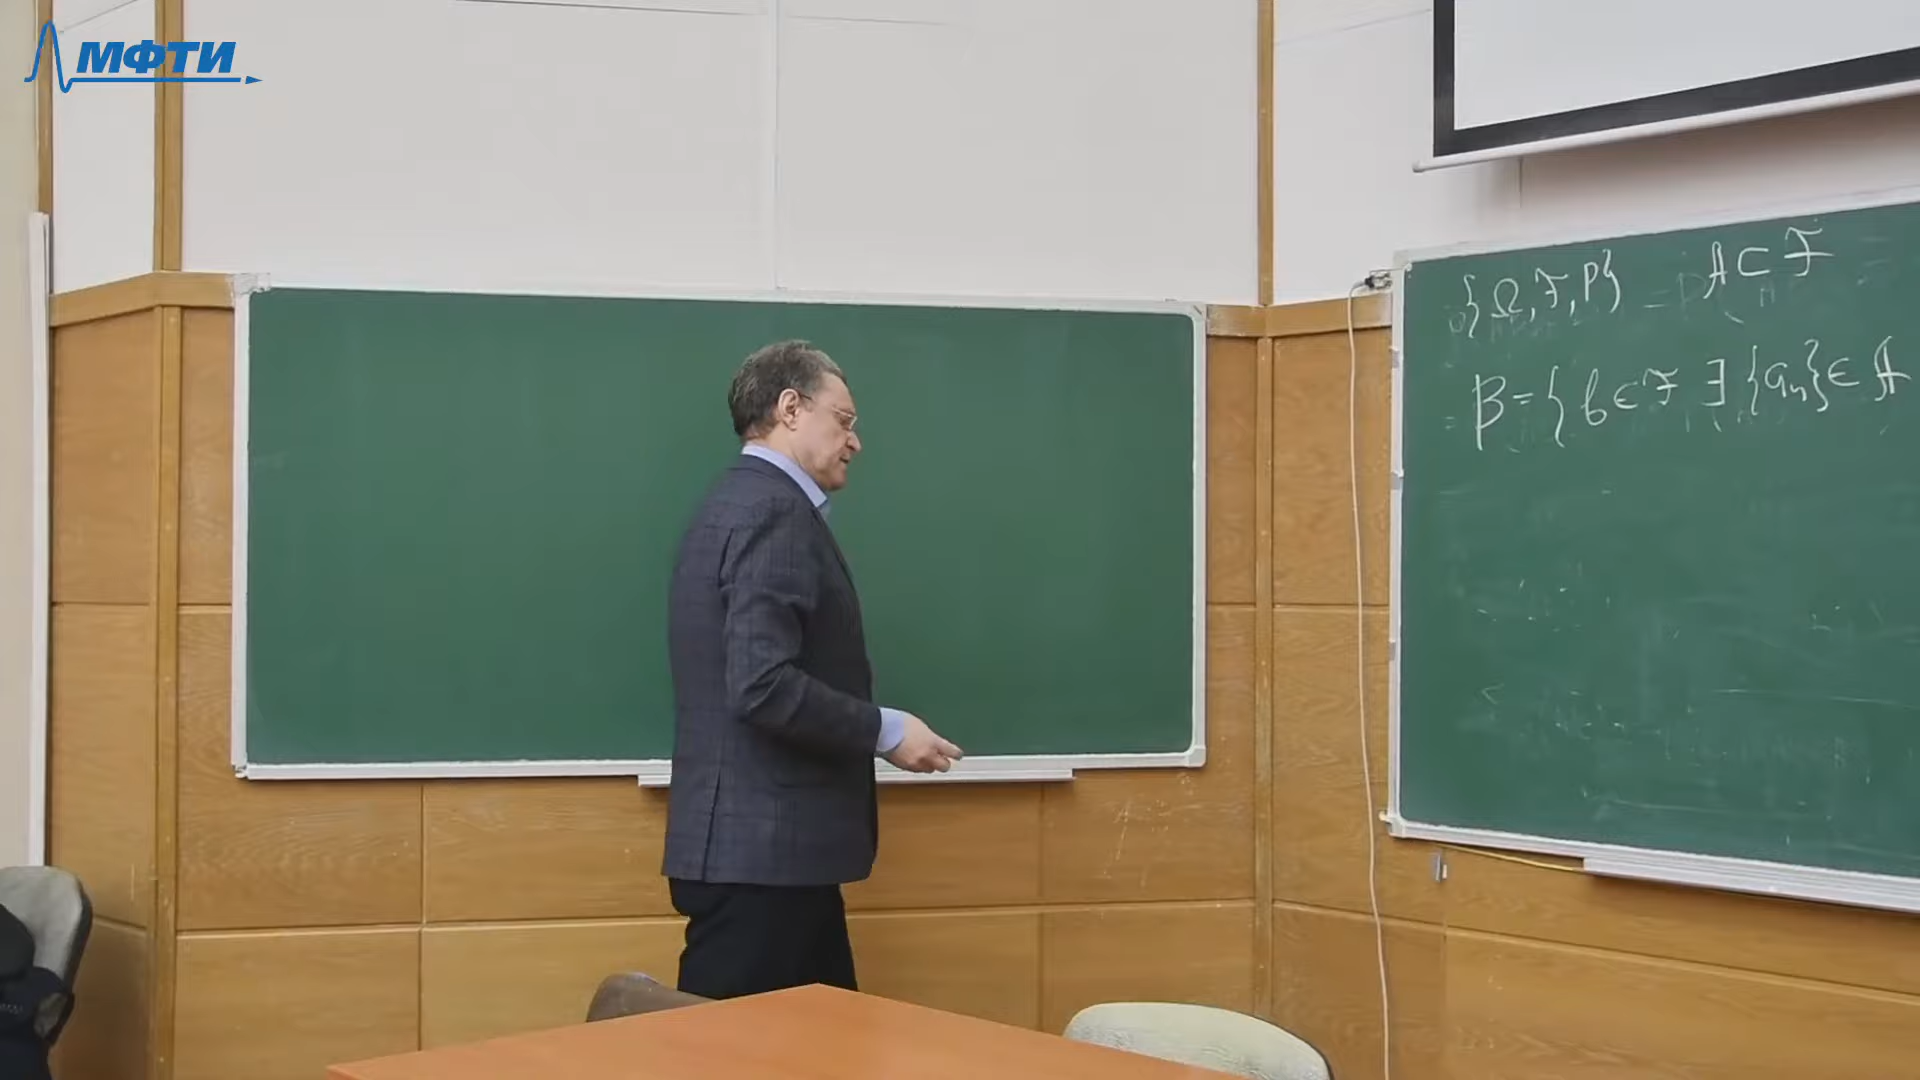 МФТИ
{Ω, ℱ, P} A ⊂ ℱ
B = { b ∈ ℱ ∃ {aₙ} ∈ A